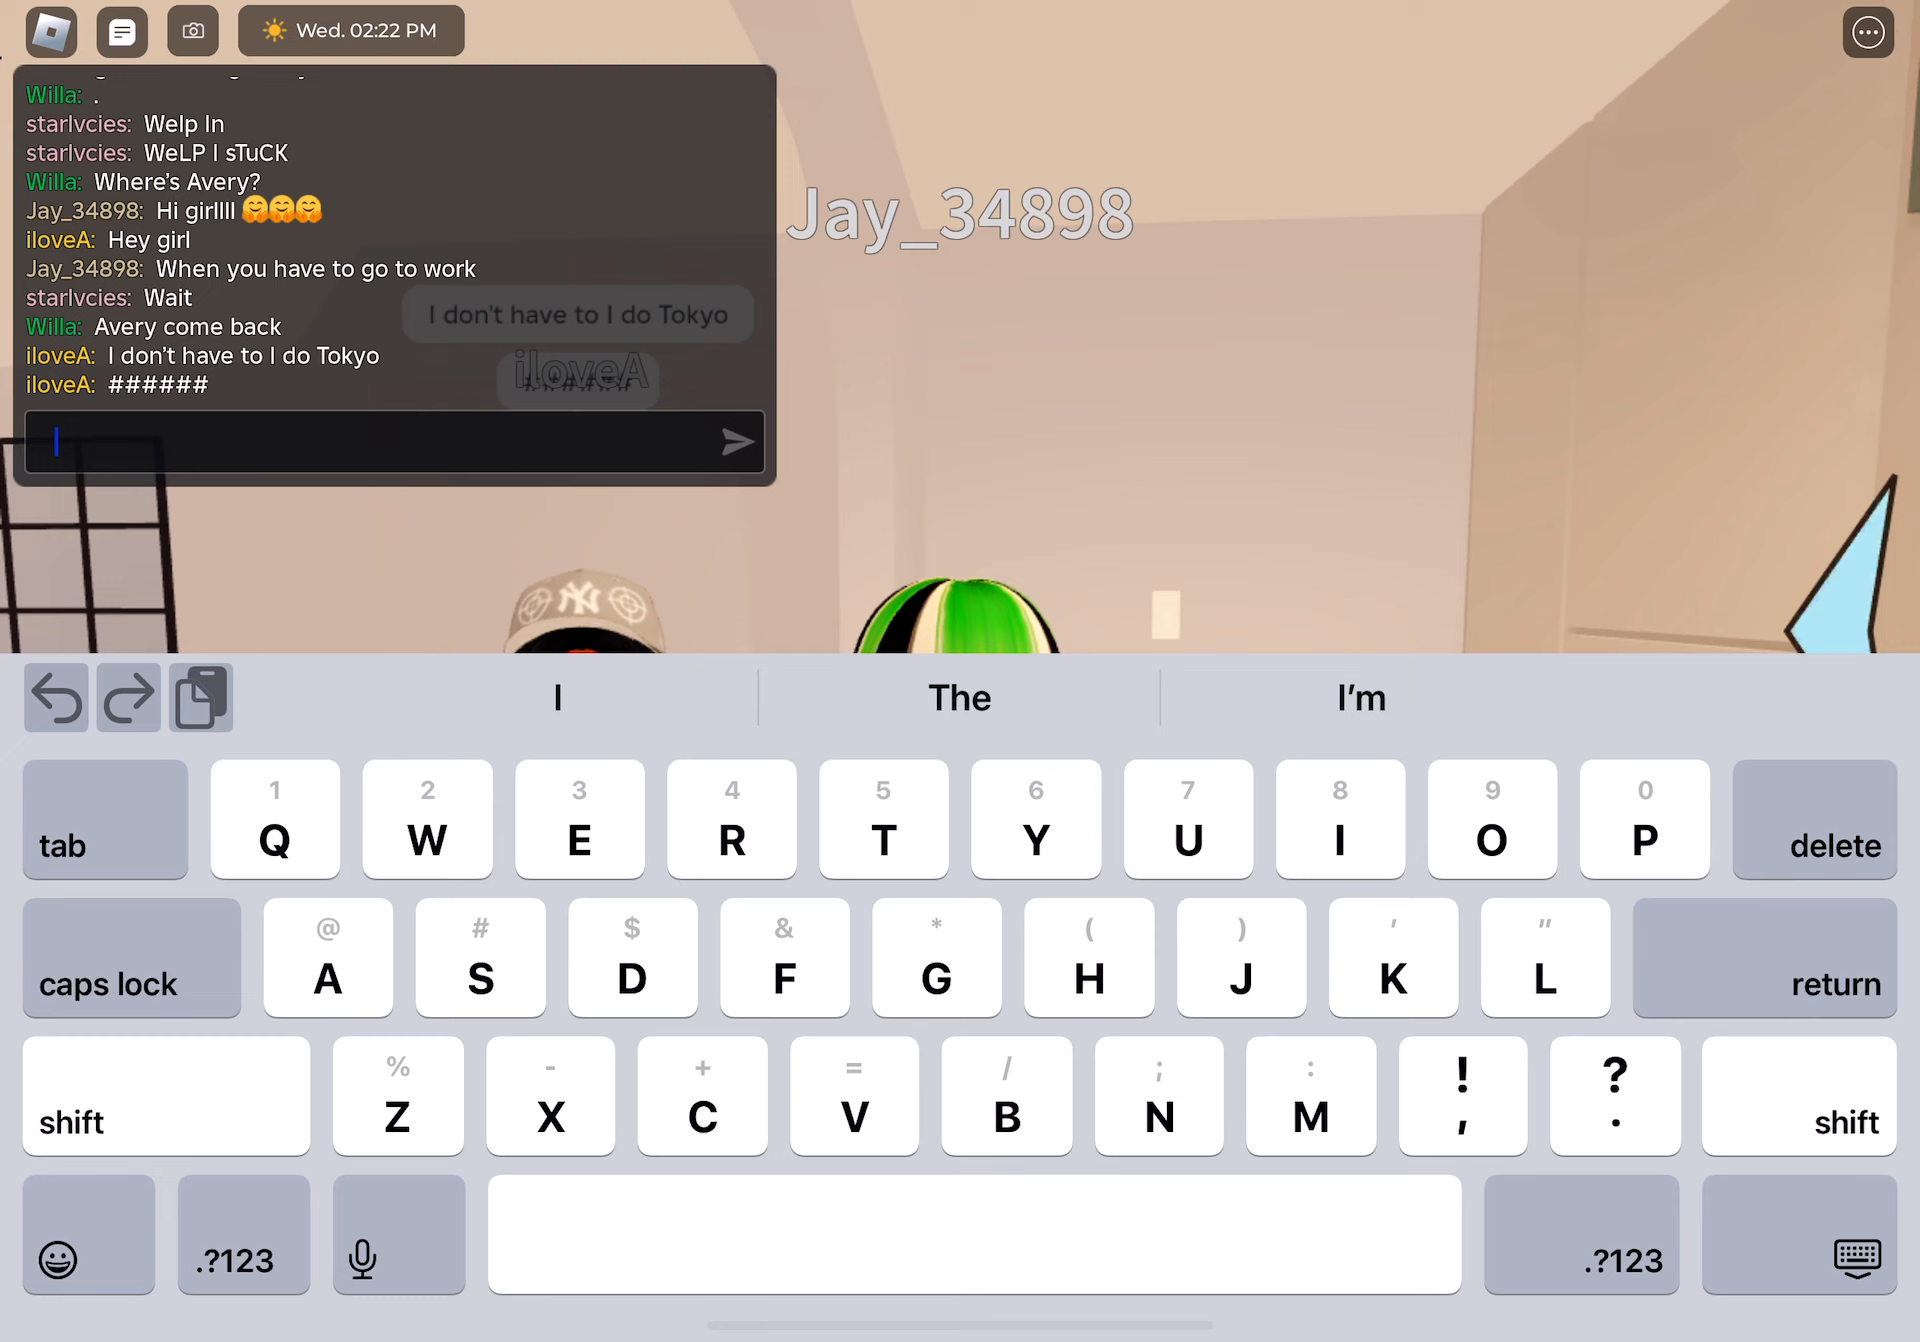 Wed. 02:22 PM
Willa: .
starlvcies: Welp In
starlvcies: WeLP I sTuCK
Willa: Where's Avery?
Jay_34898: Hi girllll 🤗🤗🤗
iloveA: Hey girl
Jay_34898: When you have to go to work
starlvcies: Wait
Willa: Avery come back
iloveA: I don't have to I do Tokyo
iloveA: ######
I don't have to I do Tokyo
######
iloveA
Jay_34898
NY
I The I'm
tab 1 Q 2 W 3 E 4 R 5 T 6 Y 7 U 8 I 9 O 0 P delete
caps lock @ A # S $ D & F * G ( H ) J ' K " L return
shift % Z - X + C = V / B ; N : M ! , ? . shift
.?123 .?123